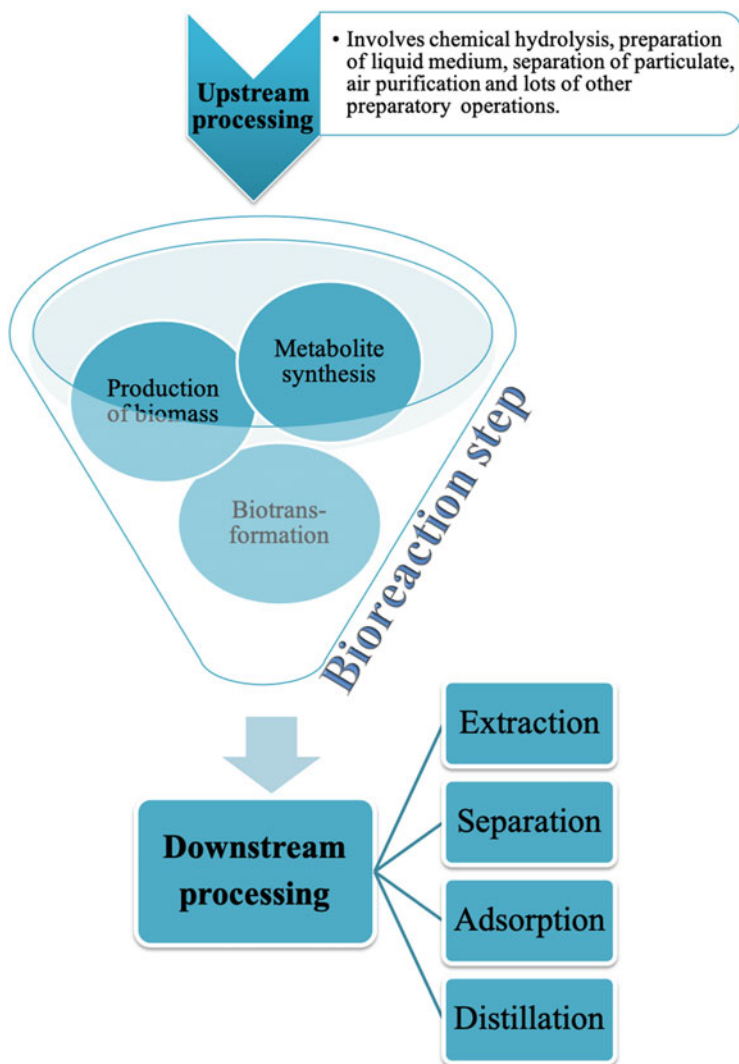 Upstream
processing
• Involves chemical hydrolysis, preparation
of liquid medium, separation of particulate,
air purification and lots of other
preparatory operations.
Metabolite
synthesis
Production
of biomass
Biotrans-
formation
Bioreaction step
Downstream
processing
Extraction
Separation
Adsorption
Distillation